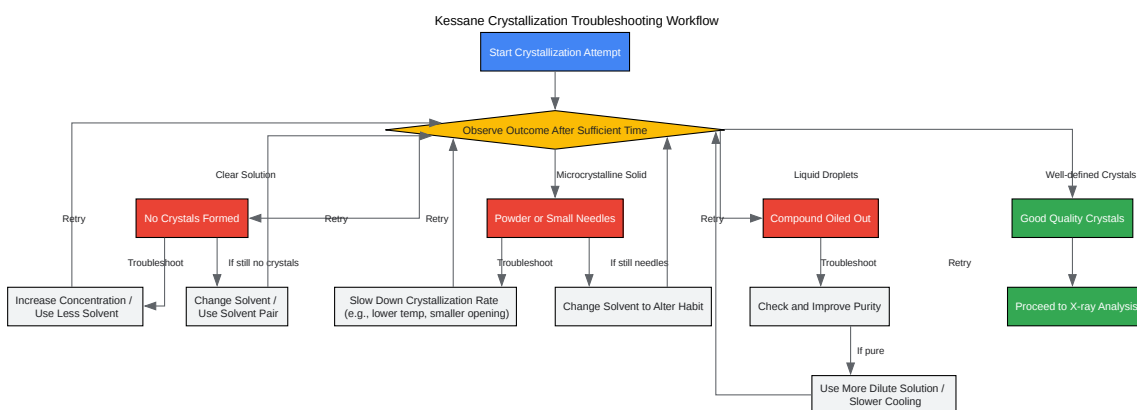 Kessane Crystallization Troubleshooting Workflow
Start Crystallization Attempt
Observe Outcome After Sufficient Time
Clear Solution
Microcrystalline Solid
Liquid Droplets
Well-defined Crystals
Retry
No Crystals Formed
Retry
Retry
Powder or Small Needles
Retry
Compound Oiled Out
Good Quality Crystals
Troubleshoot
If still no crystals
Troubleshoot
If still needles
Troubleshoot
Retry
Increase Concentration /
Use Less Solvent
Change Solvent /
Use Solvent Pair
Slow Down Crystallization Rate
(e.g., lower temp, smaller opening)
Change Solvent to Alter Habit
Check and Improve Purity
Proceed to X-ray Analysis
If pure
Use More Dilute Solution /
Slower Cooling